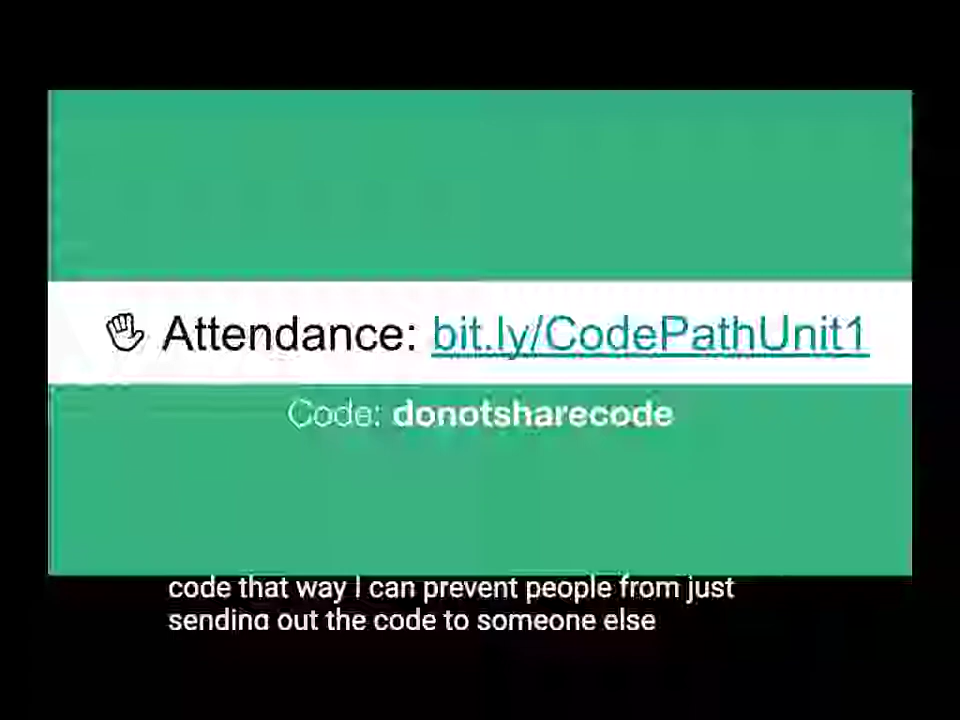 ✋ Attendance: bit.ly/CodePathUnit1
Code: donotsharecode
code that way I can prevent people from just
sending out the code to someone else